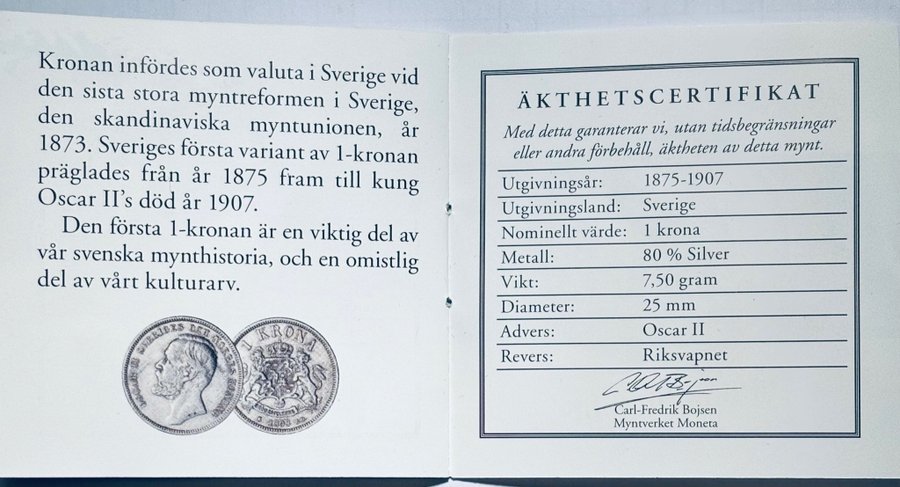 Kronan infördes som valuta i Sverige vid
den sista stora myntreformen i Sverige,
den skandinaviska myntunionen, år
1873. Sveriges första variant av 1-kronan
präglades från år 1875 fram till kung
Oscar II's död år 1907.
Den första 1-kronan är en viktig del av
vår svenska mynthistoria, och en omistlig
del av vårt kulturarv.
1 KRONA
ÄKTHETSCERTIFIKAT
Med detta garanterar vi, utan tidsbegränsningar
eller andra förbehåll, äktheten av detta mynt.
Utgivningsår: 1875-1907
Utgivningsland: Sverige
Nominellt värde: 1 krona
Metall: 80 % Silver
Vikt: 7,50 gram
Diameter: 25 mm
Advers: Oscar II
Revers: Riksvapnet
Carl-Fredrik Bojsen
Myntverket Moneta